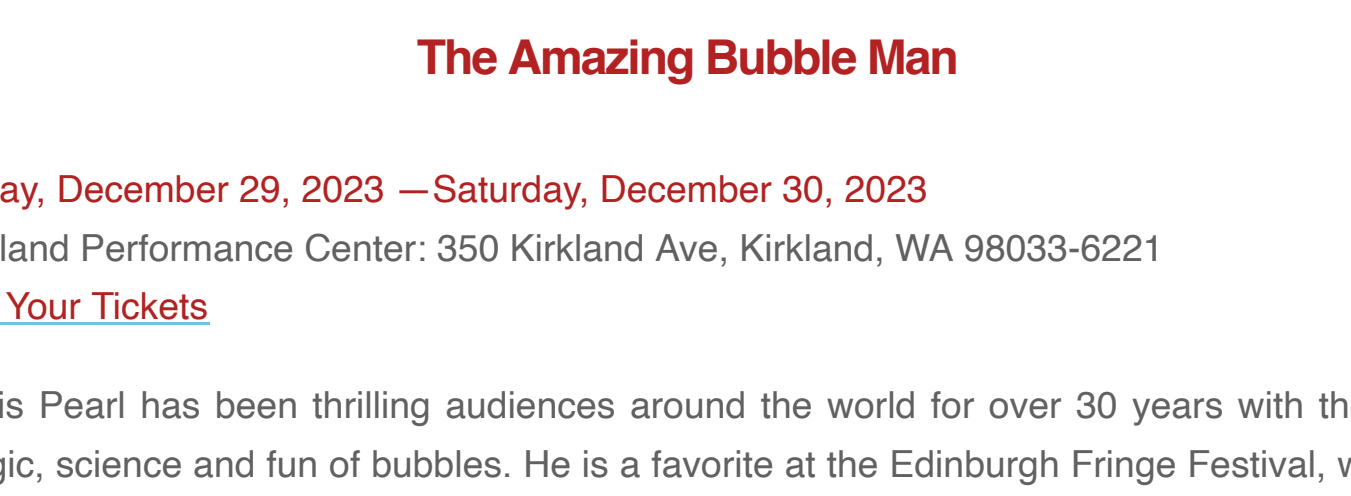 The Amazing Bubble Man
ay, December 29, 2023 —Saturday, December 30, 2023
land Performance Center: 350 Kirkland Ave, Kirkland, WA 98033-6221
Your Tickets
is Pearl has been thrilling audiences around the world for over 30 years with th
gic, science and fun of bubbles. He is a favorite at the Edinburgh Fringe Festival, w